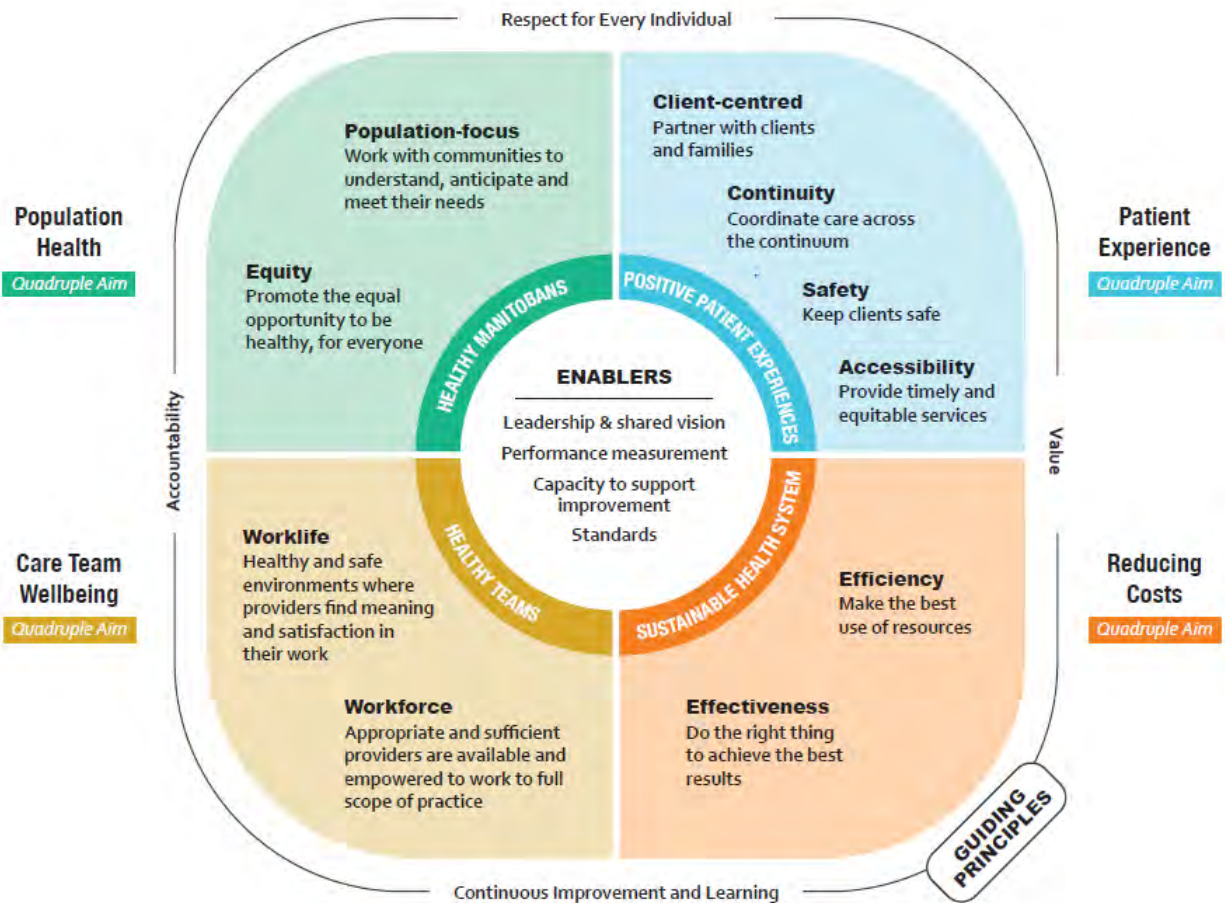 Respect for Every Individual
Population
Health
Quadruple Aim
Population-focus
Work with communities to
understand, anticipate and
meet their needs
Equity
Promote the equal
opportunity to be
healthy, for everyone
HEALTHY MANITOBANS
Client-centred
Partner with clients
and families
Continuity
Coordinate care across
the continuum
Safety
Keep clients safe
Accessibility
Provide timely and
equitable services
POSITIVE PATIENT EXPERIENCES
Patient
Experience
Quadruple Aim
Accountability
ENABLERS
Leadership & shared vision
Performance measurement
Capacity to support
improvement
Standards
Value
Care Team
Wellbeing
Quadruple Aim
Worklife
Healthy and safe
environments where
providers find meaning
and satisfaction in
their work
Workforce
Appropriate and sufficient
providers are available and
empowered to work to full
scope of practice
HEALTHY TEAMS
SUSTAINABLE HEALTH SYSTEM
Efficiency
Make the best
use of resources
Effectiveness
Do the right thing
to achieve the best
results
Reducing
Costs
Quadruple Aim
GUIDING
PRINCIPLES
Continuous Improvement and Learning